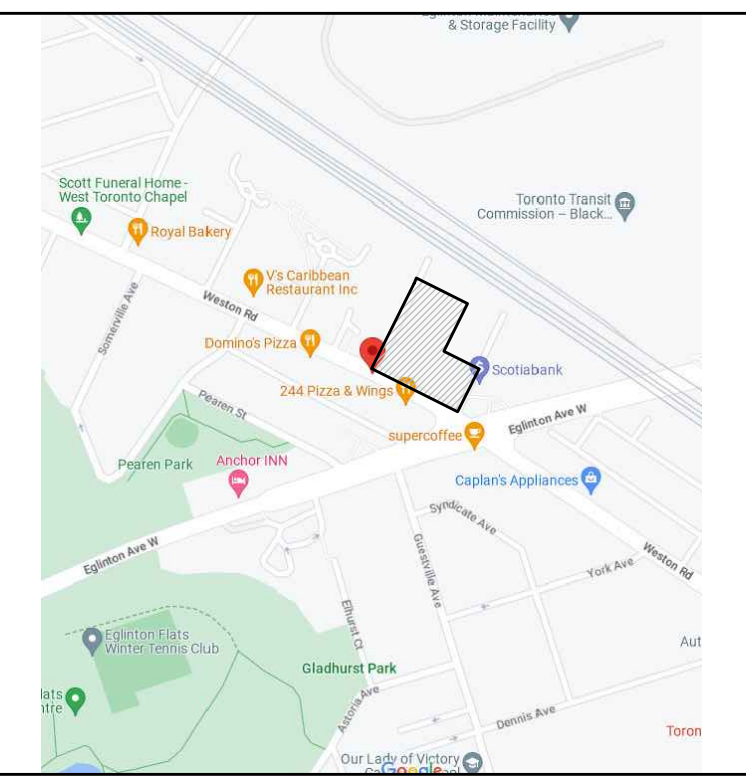 & Storage Facility
Scott Funeral Home -
West Toronto Chapel
Toronto Transit
Commission – Black...
Royal Bakery
V's Caribbean
Restaurant Inc
Somerville Ave
Weston Rd
Domino's Pizza
Scotiabank
244 Pizza & Wings
Pearen St
Eglinton Ave W
supercoffee
Pearen Park
Anchor INN
Caplan's Appliances
Syndicate Ave
Eglinton Ave W
Guestville Ave
Weston Rd
York Ave
Elhurst Ct
Eglinton Flats
Winter Tennis Club
Aut
Gladhurst Park
lats
ntre
Astoria Ave
Dennis Ave
Toron
Our Lady of Victory
Google